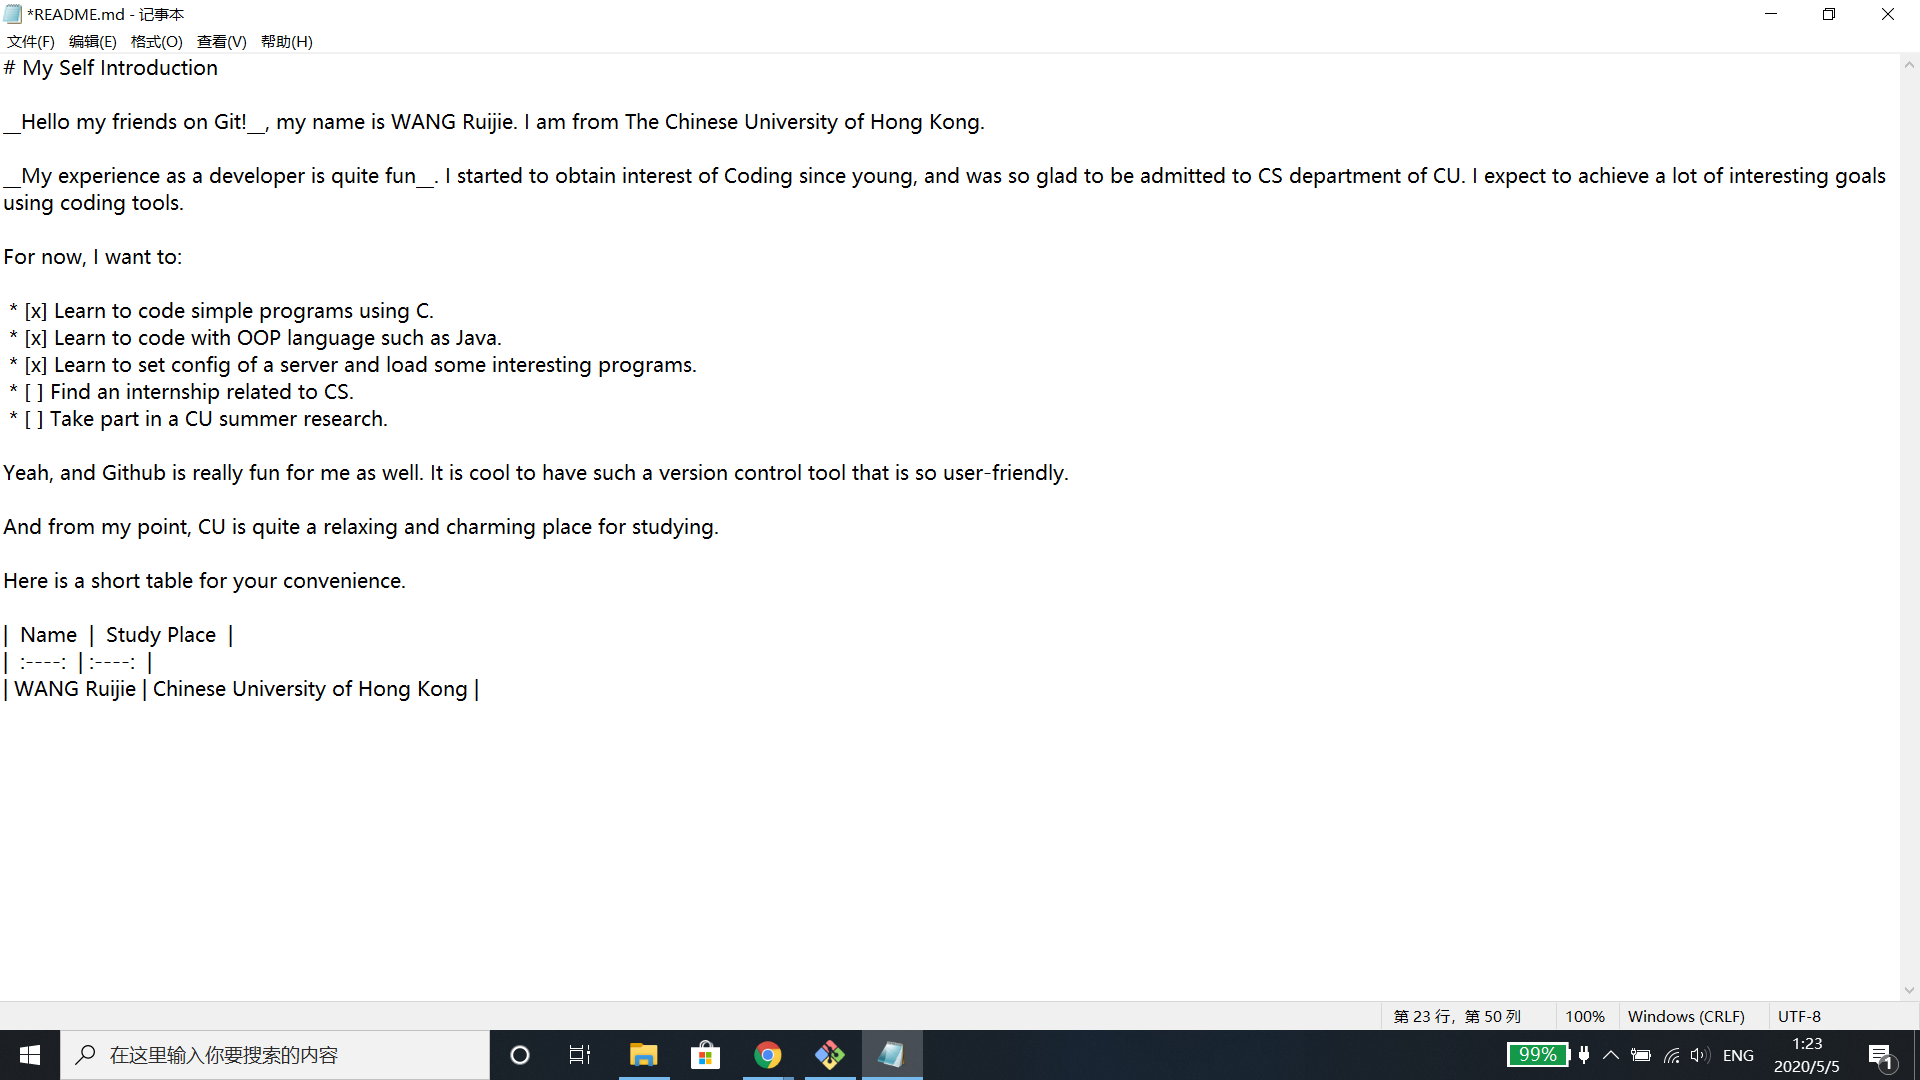 *README.md - 记事本
文件(F) 编辑(E) 格式(O) 查看(V) 帮助(H)
# My Self Introduction
__Hello my friends on Git!__, my name is WANG Ruijie. I am from The Chinese University of Hong Kong.
__My experience as a developer is quite fun__. I started to obtain interest of Coding since young, and was so glad to be admitted to CS department of CU. I expect to achieve a lot of interesting goals
using coding tools.
For now, I want to:
* [x] Learn to code simple programs using C.
* [x] Learn to code with OOP language such as Java.
* [x] Learn to set config of a server and load some interesting programs.
* [ ] Find an internship related to CS.
* [ ] Take part in a CU summer research.
Yeah, and Github is really fun for me as well. It is cool to have such a version control tool that is so user-friendly.
And from my point, CU is quite a relaxing and charming place for studying.
Here is a short table for your convenience.
|  Name  |  Study Place  |
|  :----:  | :----:  |
| WANG Ruijie | Chinese University of Hong Kong |
第 23 行，第 50 列 100% Windows (CRLF) UTF-8
在这里输入你要搜索的内容 99% ENG 1:23
2020/5/5 1